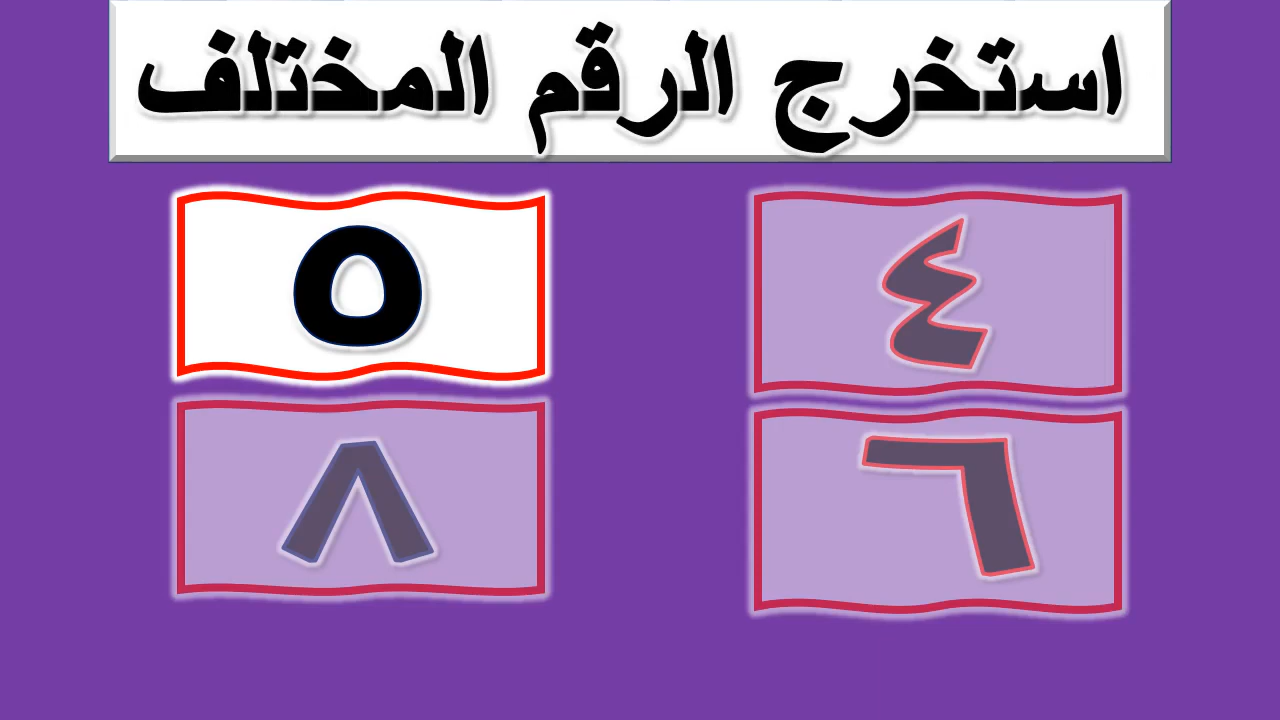 استخرج الرقم المختلف
٤ ٥
٦ ٨